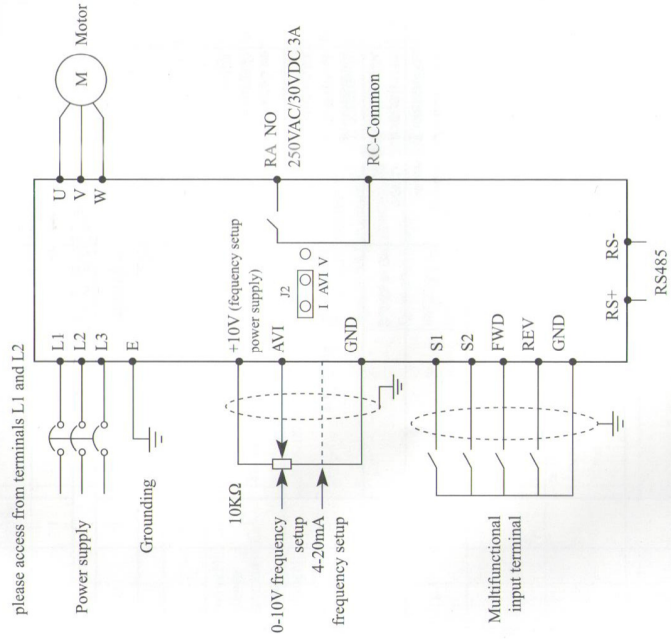 please access from terminals L1 and L2
Power supply
L1
L2
L3
E
Grounding
U
V
W
M
Motor
10KΩ
0-10V frequency
setup
4-20mA
frequency setup
+10V (fequency setup
power supply)
AVI
GND
J2
I AVI V
RA NO
250VAC/30VDC 3A
RC-Common
Multifunctional
input terminal
S1
S2
FWD
REV
GND
RS+
RS-
RS485